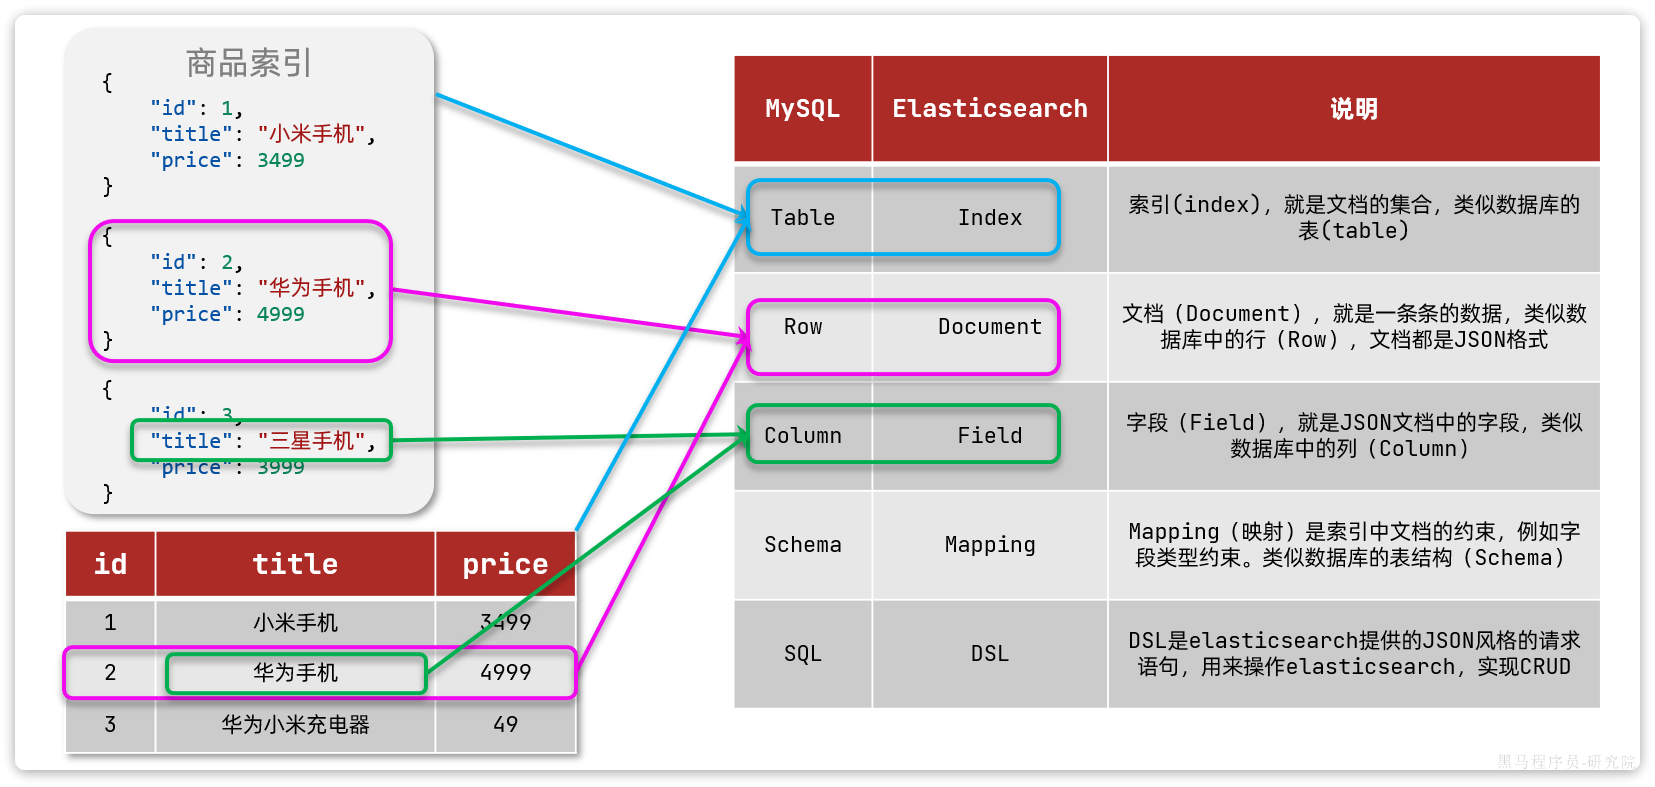 商品索引
{
"id": 1,
"title": "小米手机",
"price": 3499
}
{
"id": 2,
"title": "华为手机",
"price": 4999
}
{
"id": 3,
"title": "三星手机",
"price": 3999
}
id title price
1 小米手机 3499
2 华为手机 4999
3 华为小米充电器 49
MySQL Elasticsearch 说明
Table Index
索引(index)，就是文档的集合，类似数据库的
表(table)
Row Document
文档（Document），就是一条条的数据，类似数
据库中的行（Row），文档都是JSON格式
Column Field
字段（Field），就是JSON文档中的字段，类似
数据库中的列（Column）
Schema Mapping
Mapping（映射）是索引中文档的约束，例如字
段类型约束。类似数据库的表结构（Schema）
SQL DSL
DSL是elasticsearch提供的JSON风格的请求
语句，用来操作elasticsearch，实现CRUD
黑马程序员-研究院